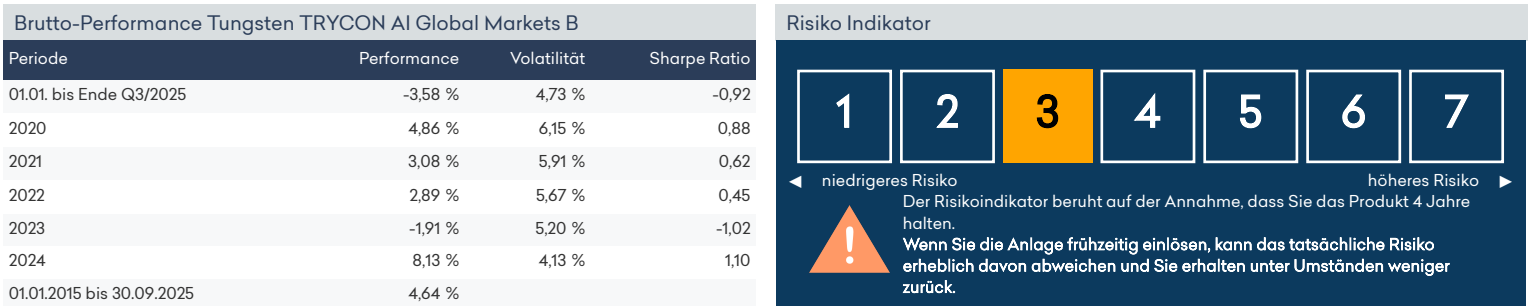 Brutto-Performance Tungsten TRYCON AI Global Markets B
Periode Performance Volatilität Sharpe Ratio
01.01. bis Ende Q3/2025 -3,58 % 4,73 % -0,92
2020 4,86 % 6,15 % 0,88
2021 3,08 % 5,91 % 0,62
2022 2,89 % 5,67 % 0,45
2023 -1,91 % 5,20 % -1,02
2024 8,13 % 4,13 % 1,10
01.01.2015 bis 30.09.2025 4,64 %
Risiko Indikator
1 2 3 4 5 6 7
◄ niedrigeres Risiko höheres Risiko ►
Der Risikoindikator beruht auf der Annahme, dass Sie das Produkt 4 Jahre
halten.
Wenn Sie die Anlage frühzeitig einlösen, kann das tatsächliche Risiko
erheblich davon abweichen und Sie erhalten unter Umständen weniger
zurück.